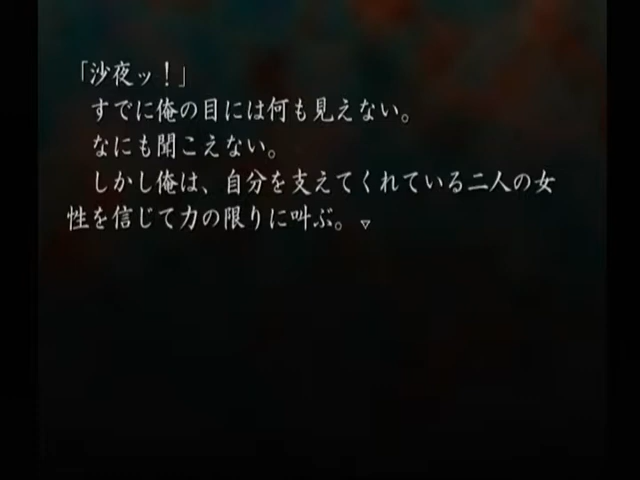 「沙夜ッ！」
すでに俺の目には何も見えない。
なにも聞こえない。
しかし俺は、自分を支えてくれている二人の女
性を信じて力の限りに叫ぶ。▿